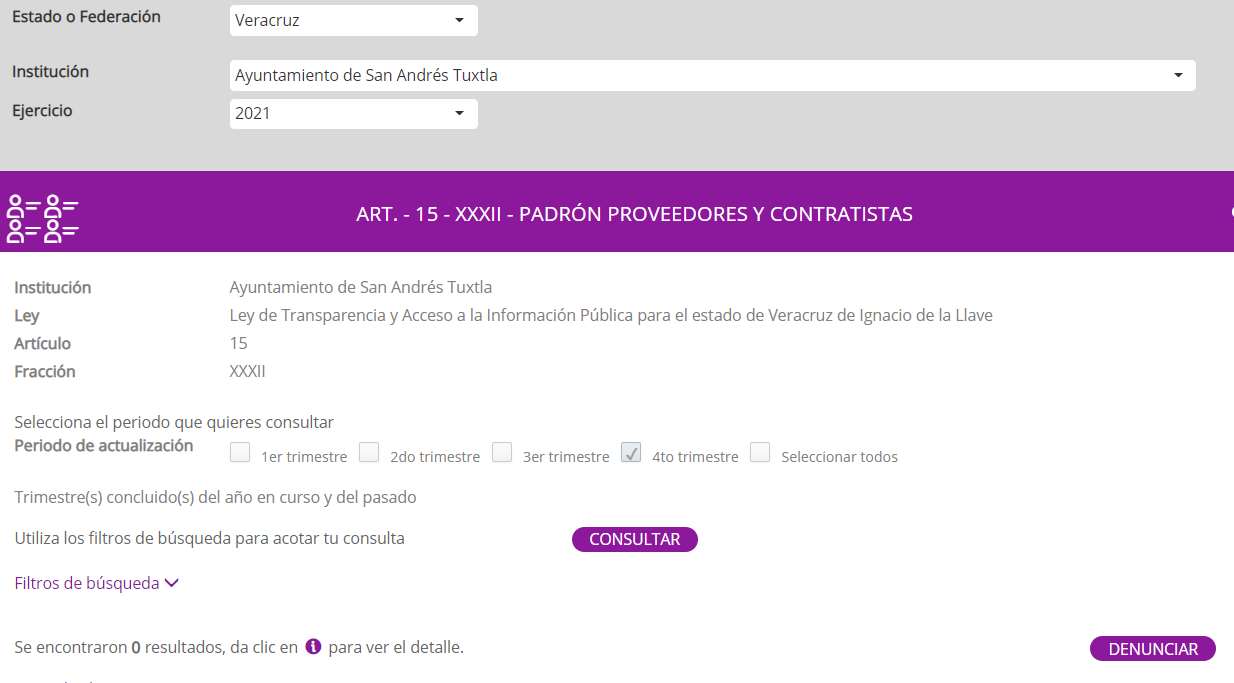 Estado o Federación
Veracruz
Institución
Ayuntamiento de San Andrés Tuxtla
Ejercicio
2021
ART. - 15 - XXXII - PADRÓN PROVEEDORES Y CONTRATISTAS
Institución Ayuntamiento de San Andrés Tuxtla
Ley Ley de Transparencia y Acceso a la Información Pública para el estado de Veracruz de Ignacio de la Llave
Artículo 15
Fracción XXXII
Selecciona el periodo que quieres consultar
Periodo de actualización
1er trimestre 2do trimestre 3er trimestre 4to trimestre Seleccionar todos
Trimestre(s) concluido(s) del año en curso y del pasado
Utiliza los filtros de búsqueda para acotar tu consulta
CONSULTAR
Filtros de búsqueda
Se encontraron 0 resultados, da clic en i para ver el detalle.
DENUNCIAR